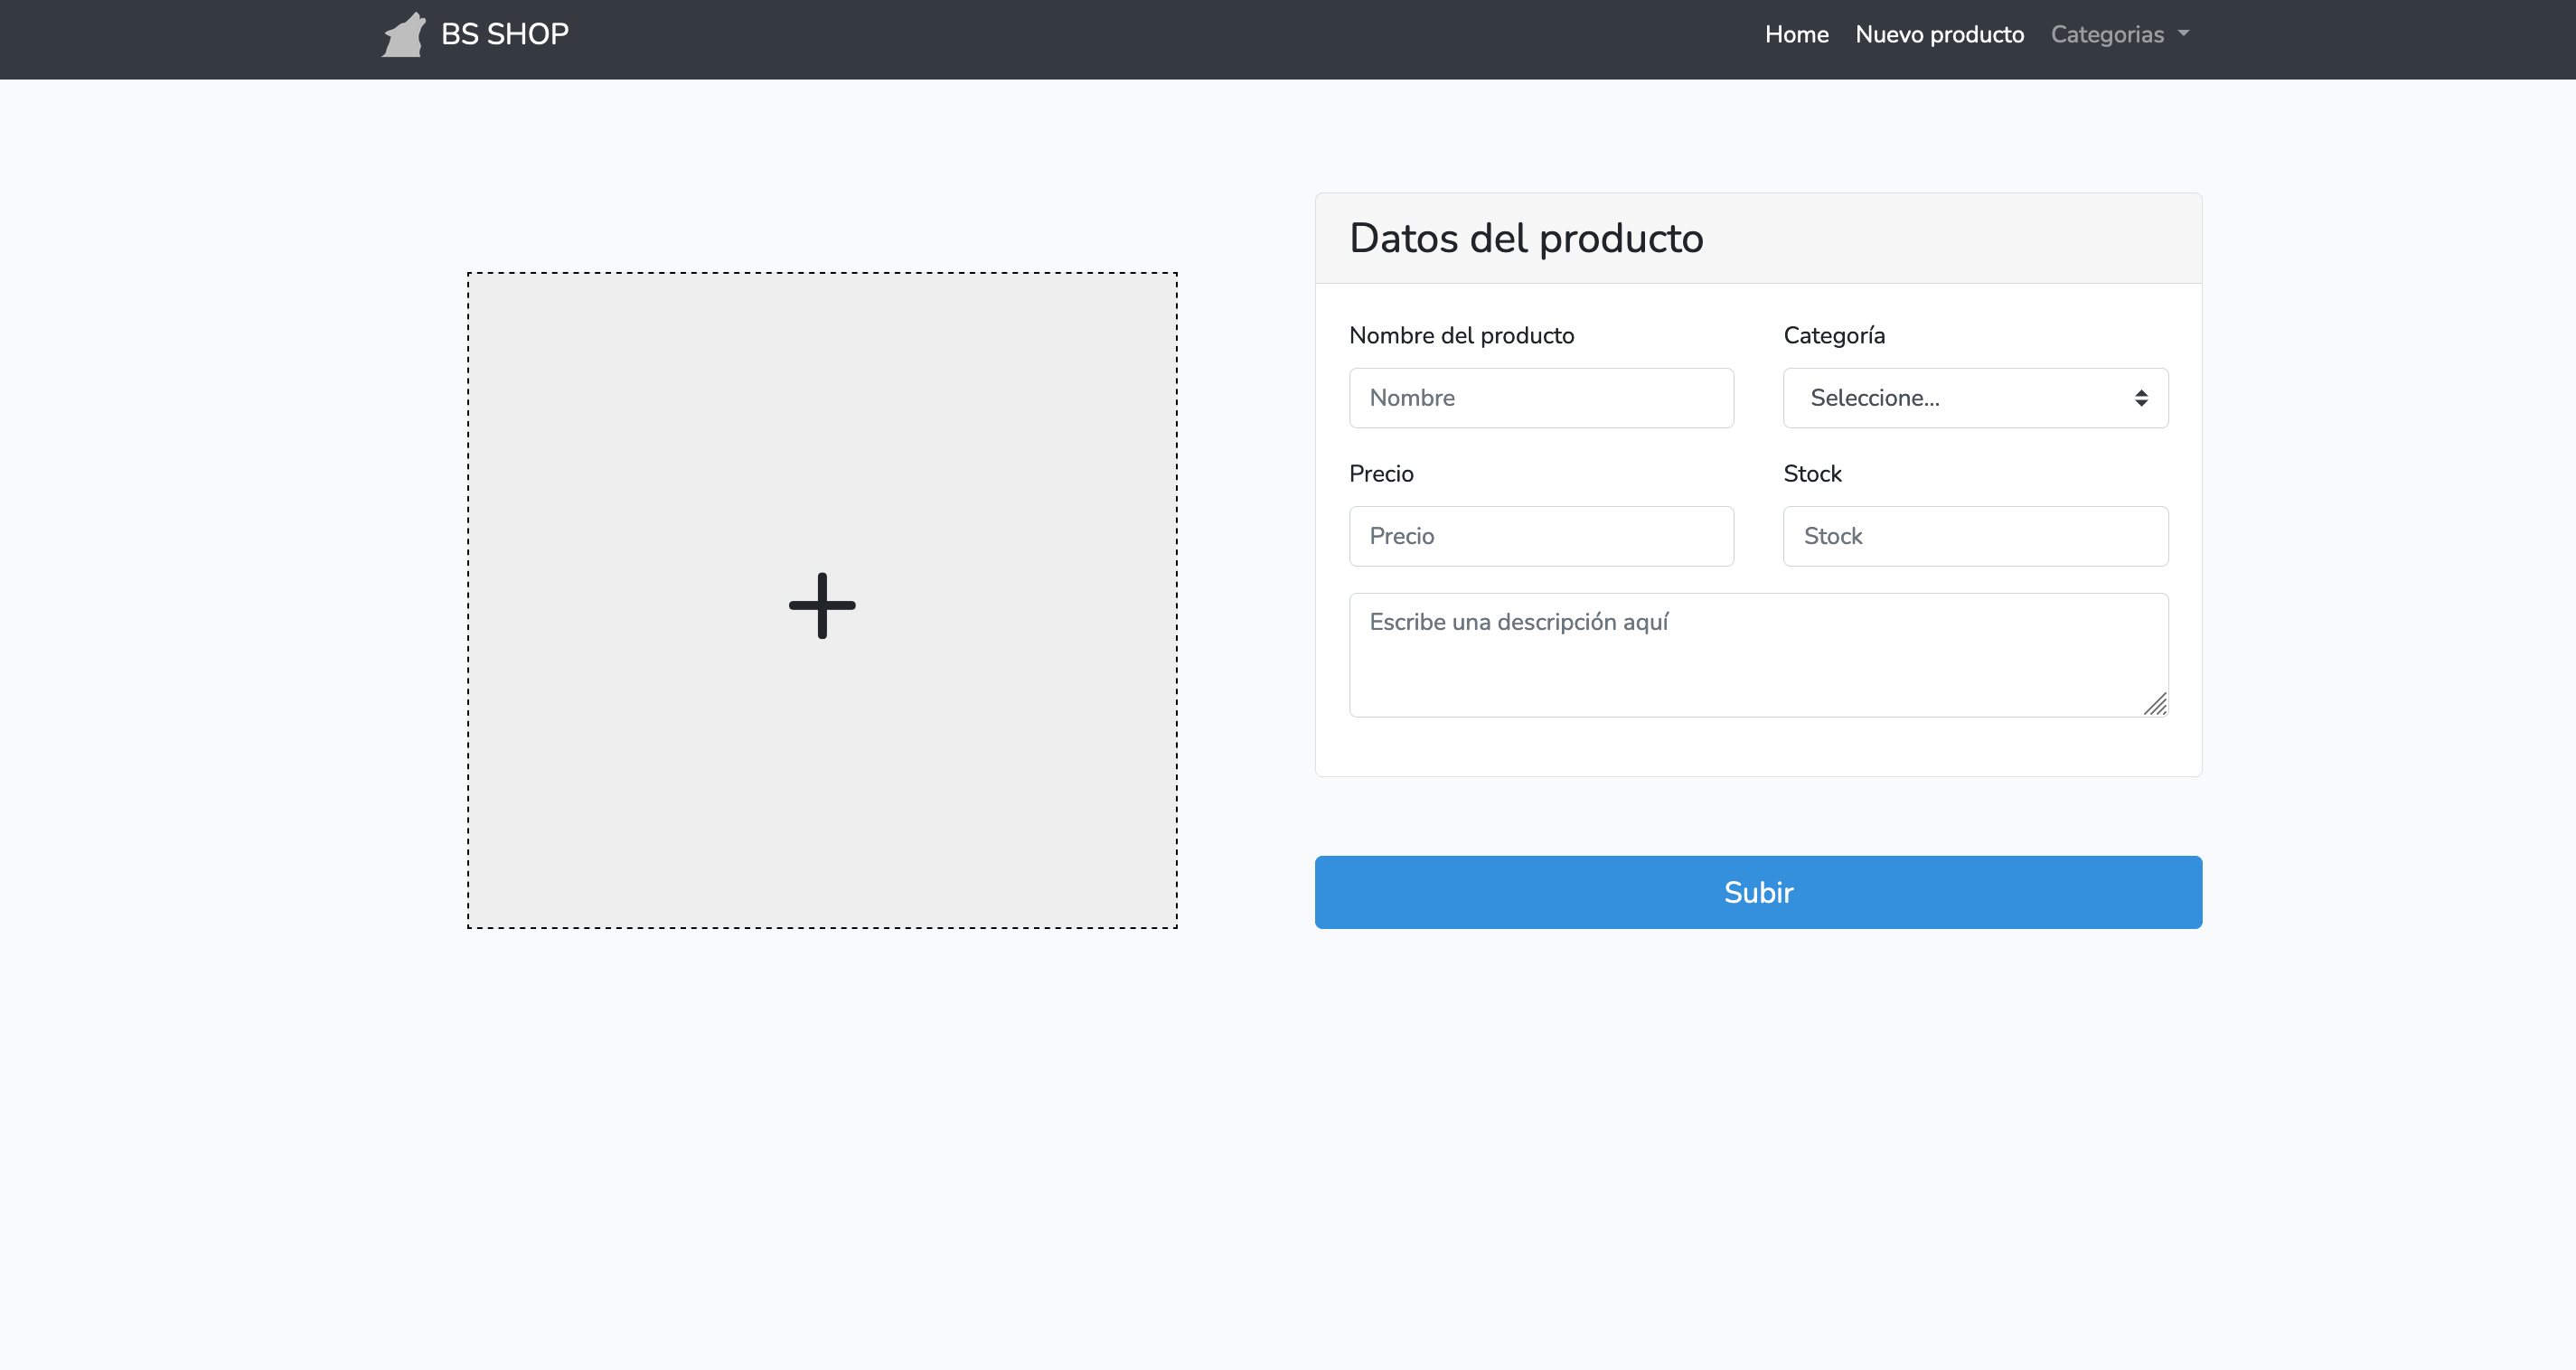 BS SHOP
Home Nuevo producto Categorias
Datos del producto
Nombre del producto Categoría
Nombre Seleccione...
Precio Stock
Precio Stock
Escribe una descripción aquí
Subir